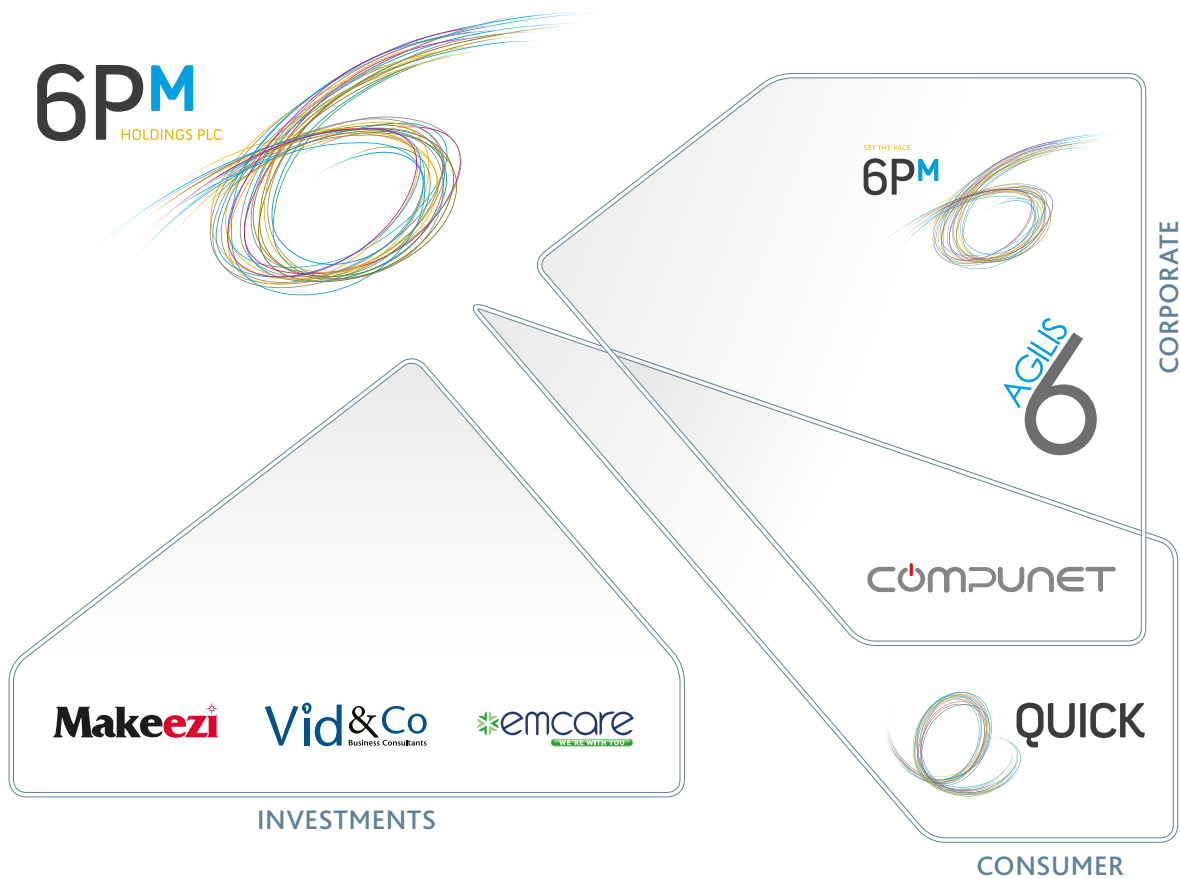 6PM
HOLDINGS PLC
SET THE PACE
6PM
CORPORATE
AGILIS
6
COMPUNET
Makeezi
Vid&Co
Business Consultants
emcare
"WE'RE WITH YOU"
QUICK
INVESTMENTS
CONSUMER